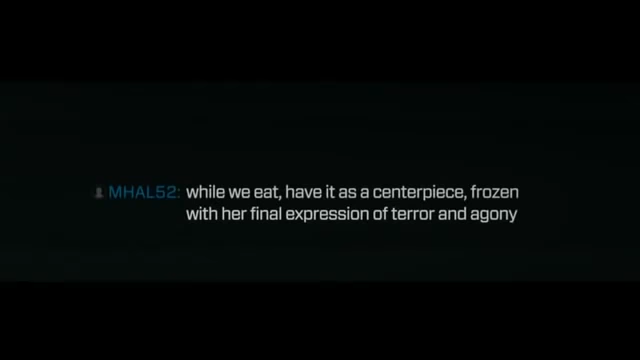 MHAL52: while we eat, have it as a centerpiece, frozen
with her final expression of terror and agony